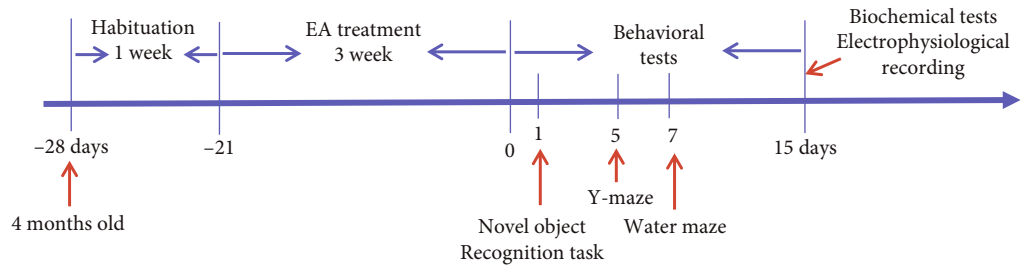 Habituation
1 week
EA treatment
3 week
Behavioral
tests
Biochemical tests
Electrophysiological
recording
–28 days
–21
0
1
5
7
15 days
4 months old
Novel object
Recognition task
Y-maze
Water maze